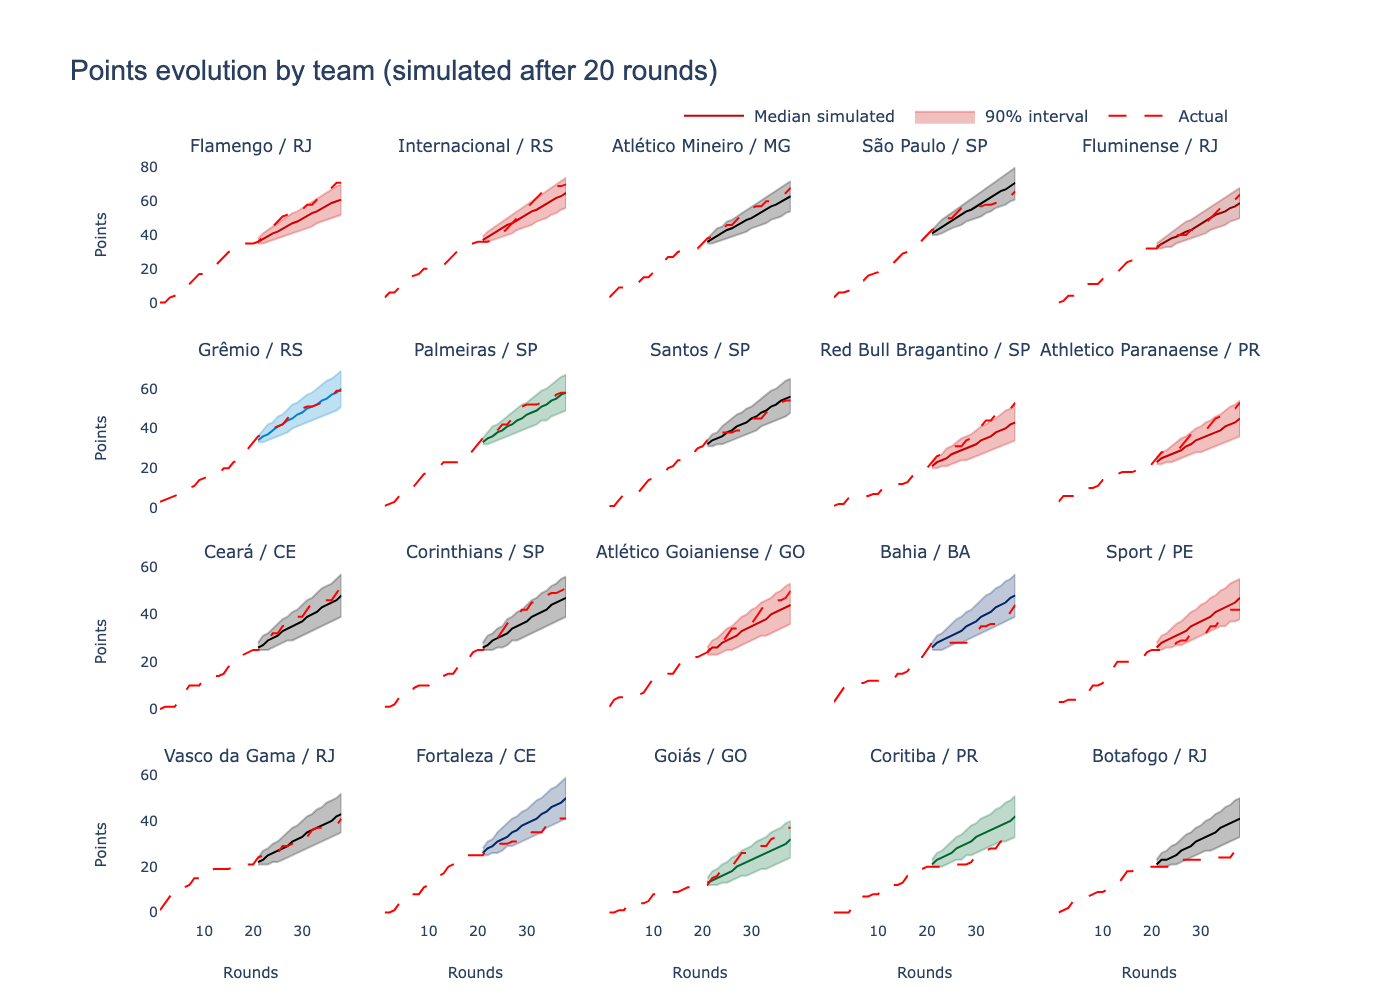 Points evolution by team (simulated after 20 rounds)
Median simulated 90% interval Actual
Flamengo / RJ Internacional / RS Atlético Mineiro / MG São Paulo / SP Fluminense / RJ
80
60
40
20
0
Points
Grêmio / RS Palmeiras / SP Santos / SP Red Bull Bragantino / SP Athletico Paranaense / PR
60
40
20
0
Points
Ceará / CE Corinthians / SP Atlético Goianiense / GO Bahia / BA Sport / PE
60
40
20
0
Points
Vasco da Gama / RJ Fortaleza / CE Goiás / GO Coritiba / PR Botafogo / RJ
60
40
20
0
Points
10 20 30 10 20 30 10 20 30 10 20 30 10 20 30
Rounds Rounds Rounds Rounds Rounds